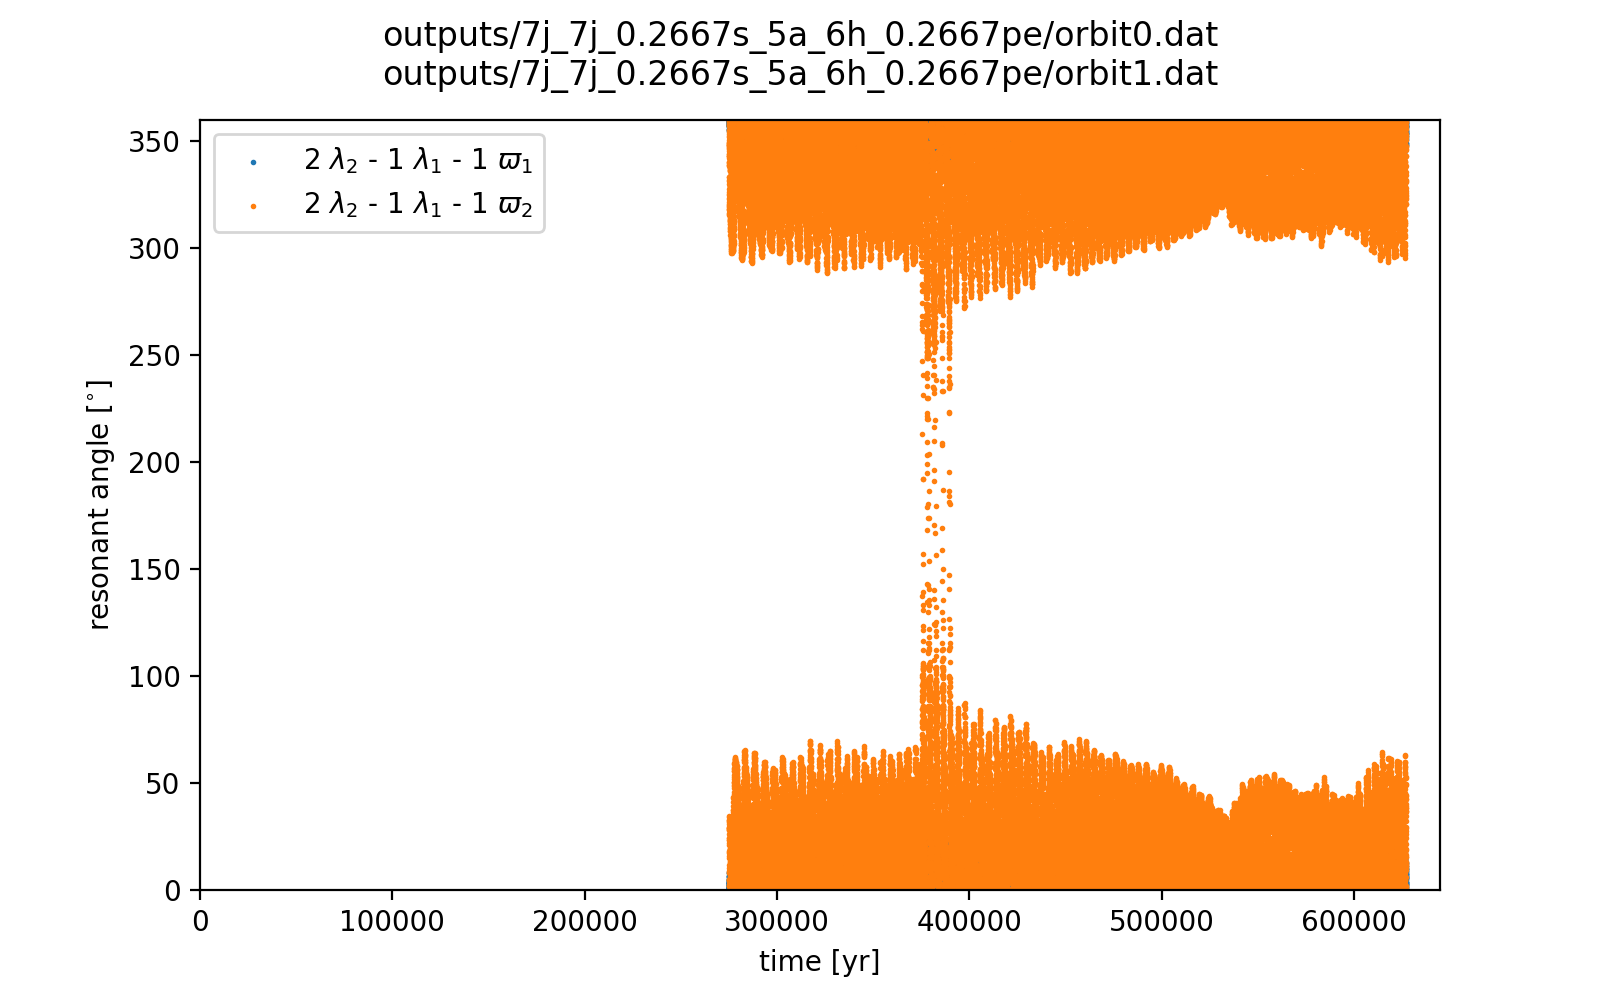 outputs/7j_7j_0.2667s_5a_6h_0.2667pe/orbit0.dat
outputs/7j_7j_0.2667s_5a_6h_0.2667pe/orbit1.dat
2 λ₂ - 1 λ₁ - 1 ϖ₁
2 λ₂ - 1 λ₁ - 1 ϖ₂
resonant angle [°]
350
300
250
200
150
100
50
0
0 100000 200000 300000 400000 500000 600000
time [yr]